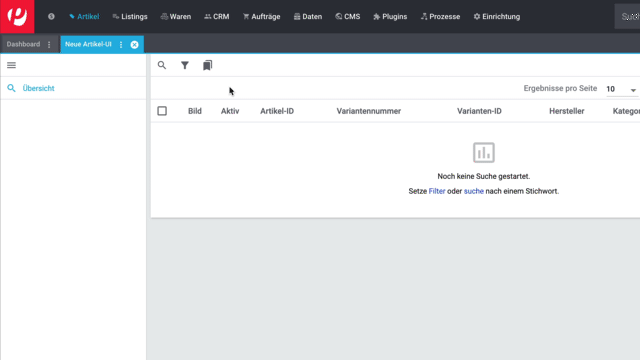 Artikel Listings Waren CRM Aufträge Daten CMS Plugins Prozesse Einrichtung
Dashboard Neue Artikel-UI
Übersicht
Ergebnisse pro Seite 10
Bild Aktiv Artikel-ID Variantennummer Varianten-ID Hersteller Kategor
Noch keine Suche gestartet.
Setze Filter oder suche nach einem Stichwort.